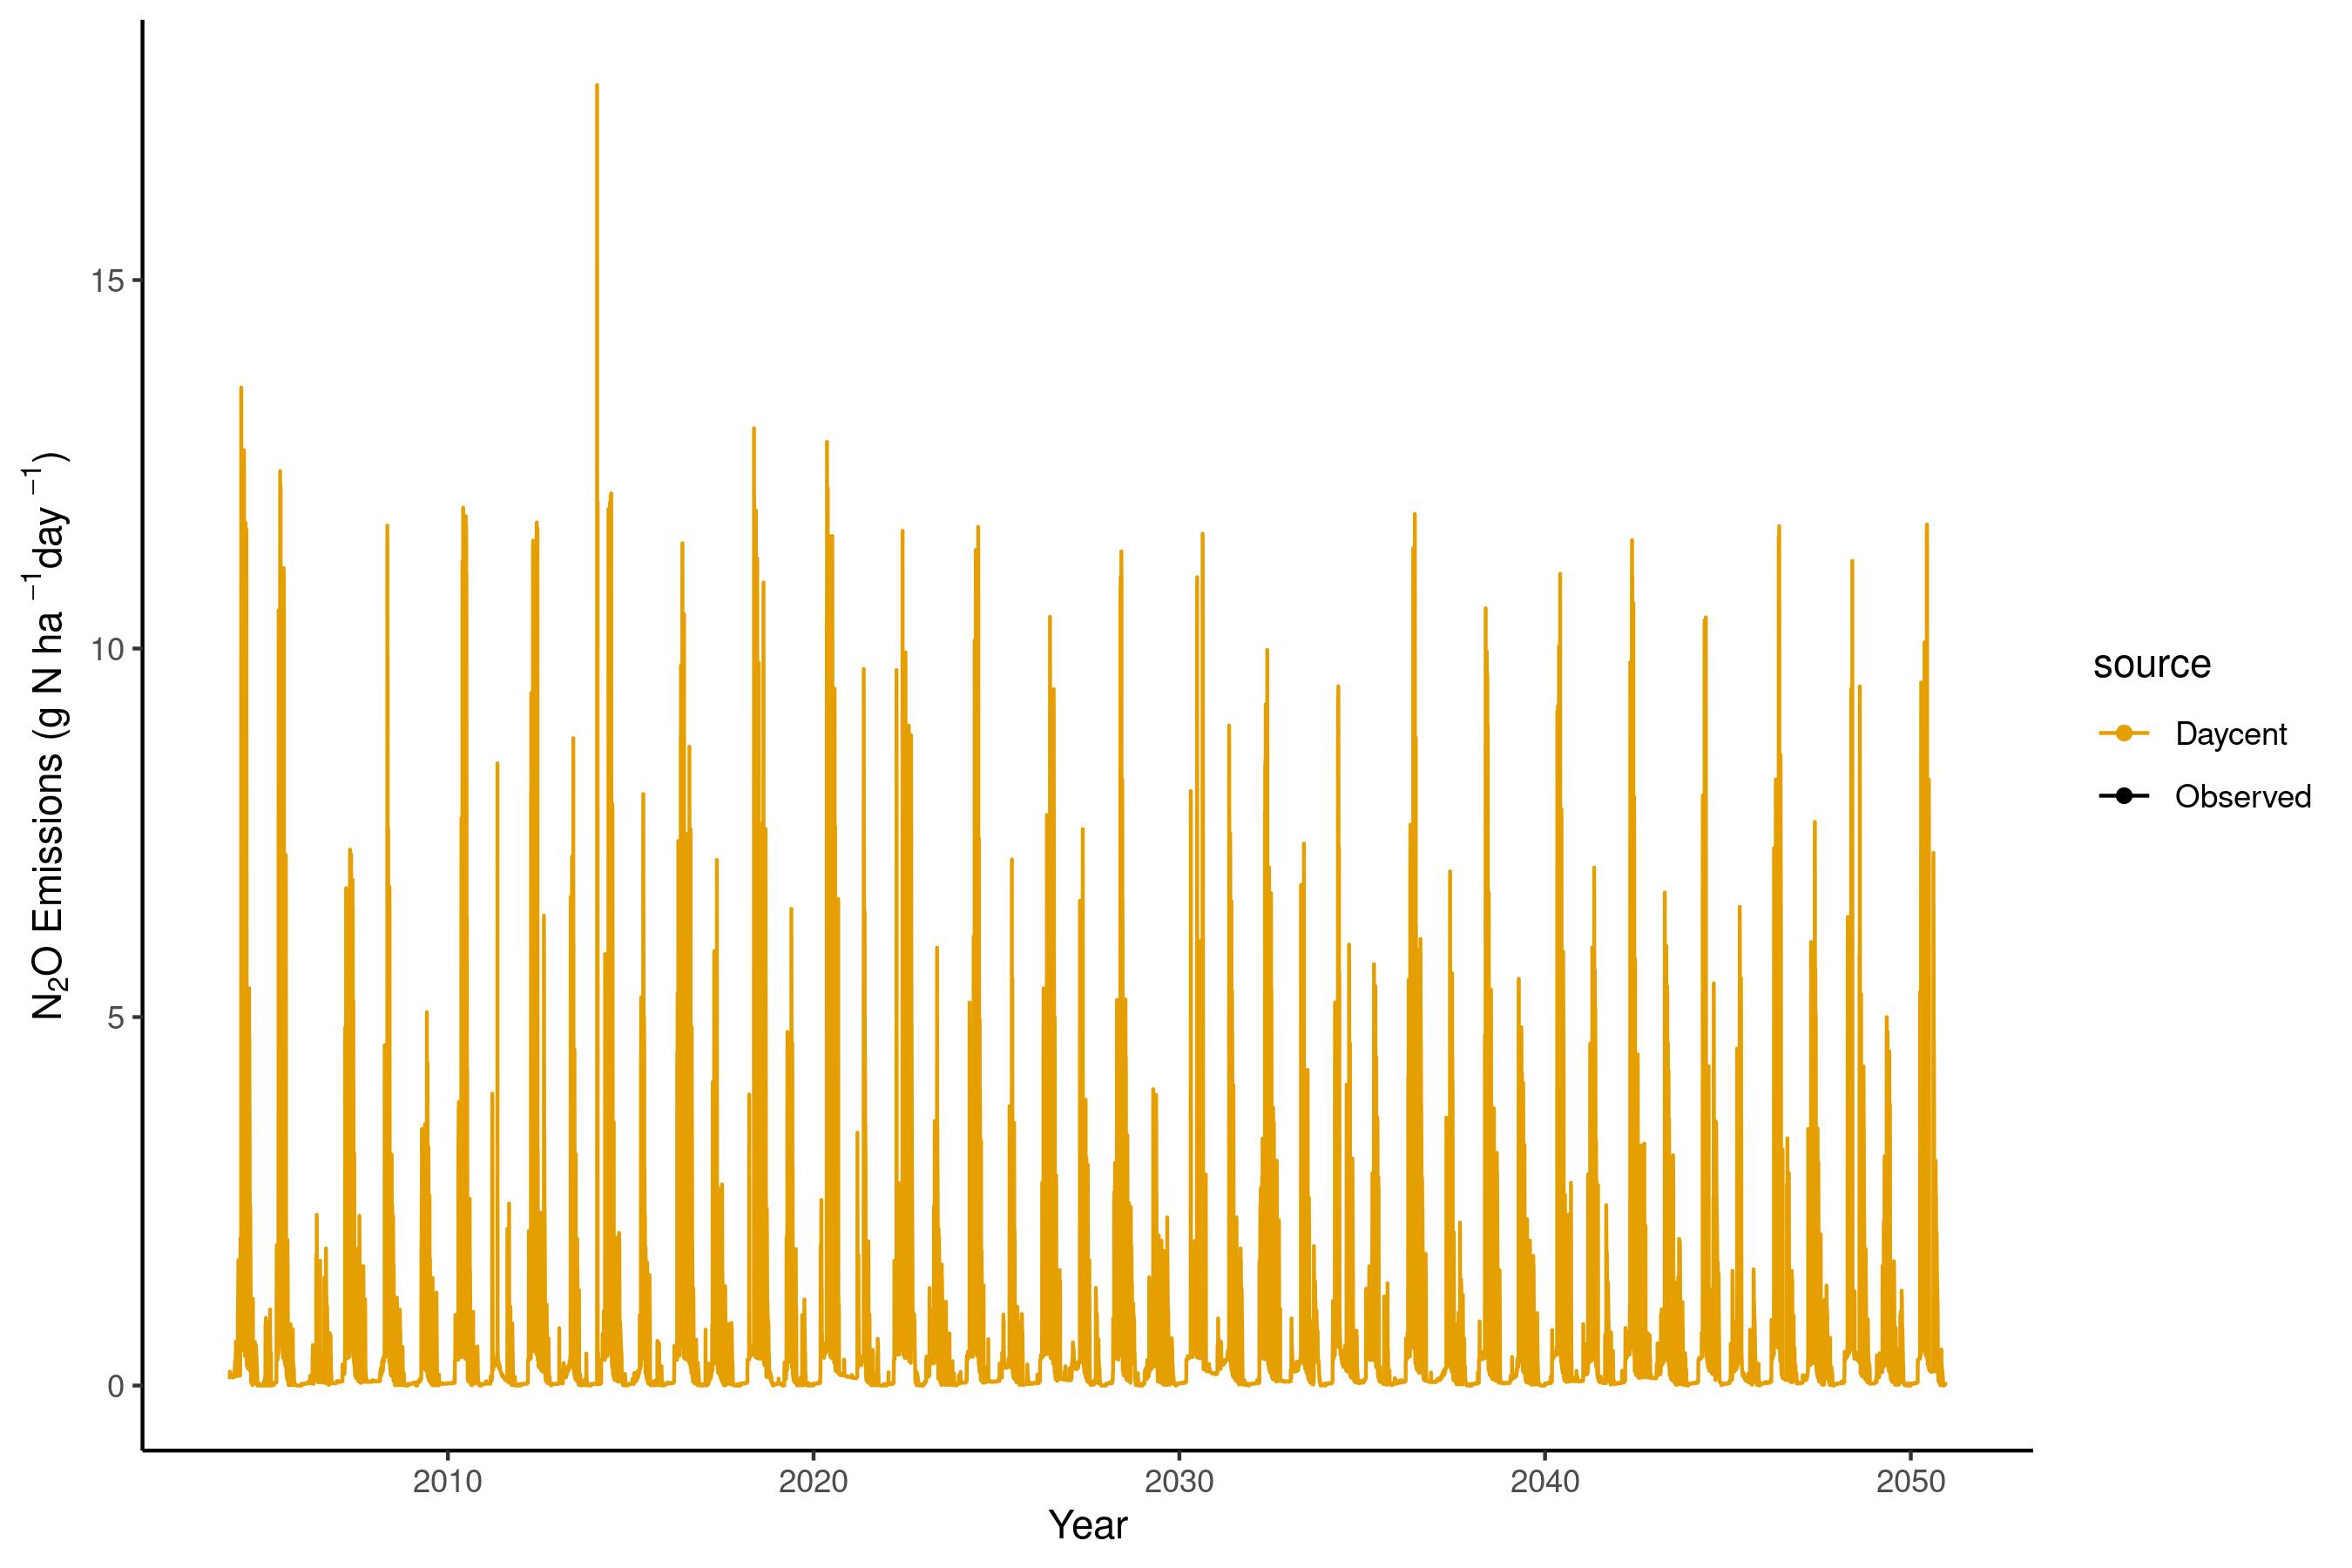 N₂O Emissions (g N ha ⁻¹day ⁻¹)
15
10
5
0
2010 2020 2030 2040 2050
Year
source
Daycent
Observed